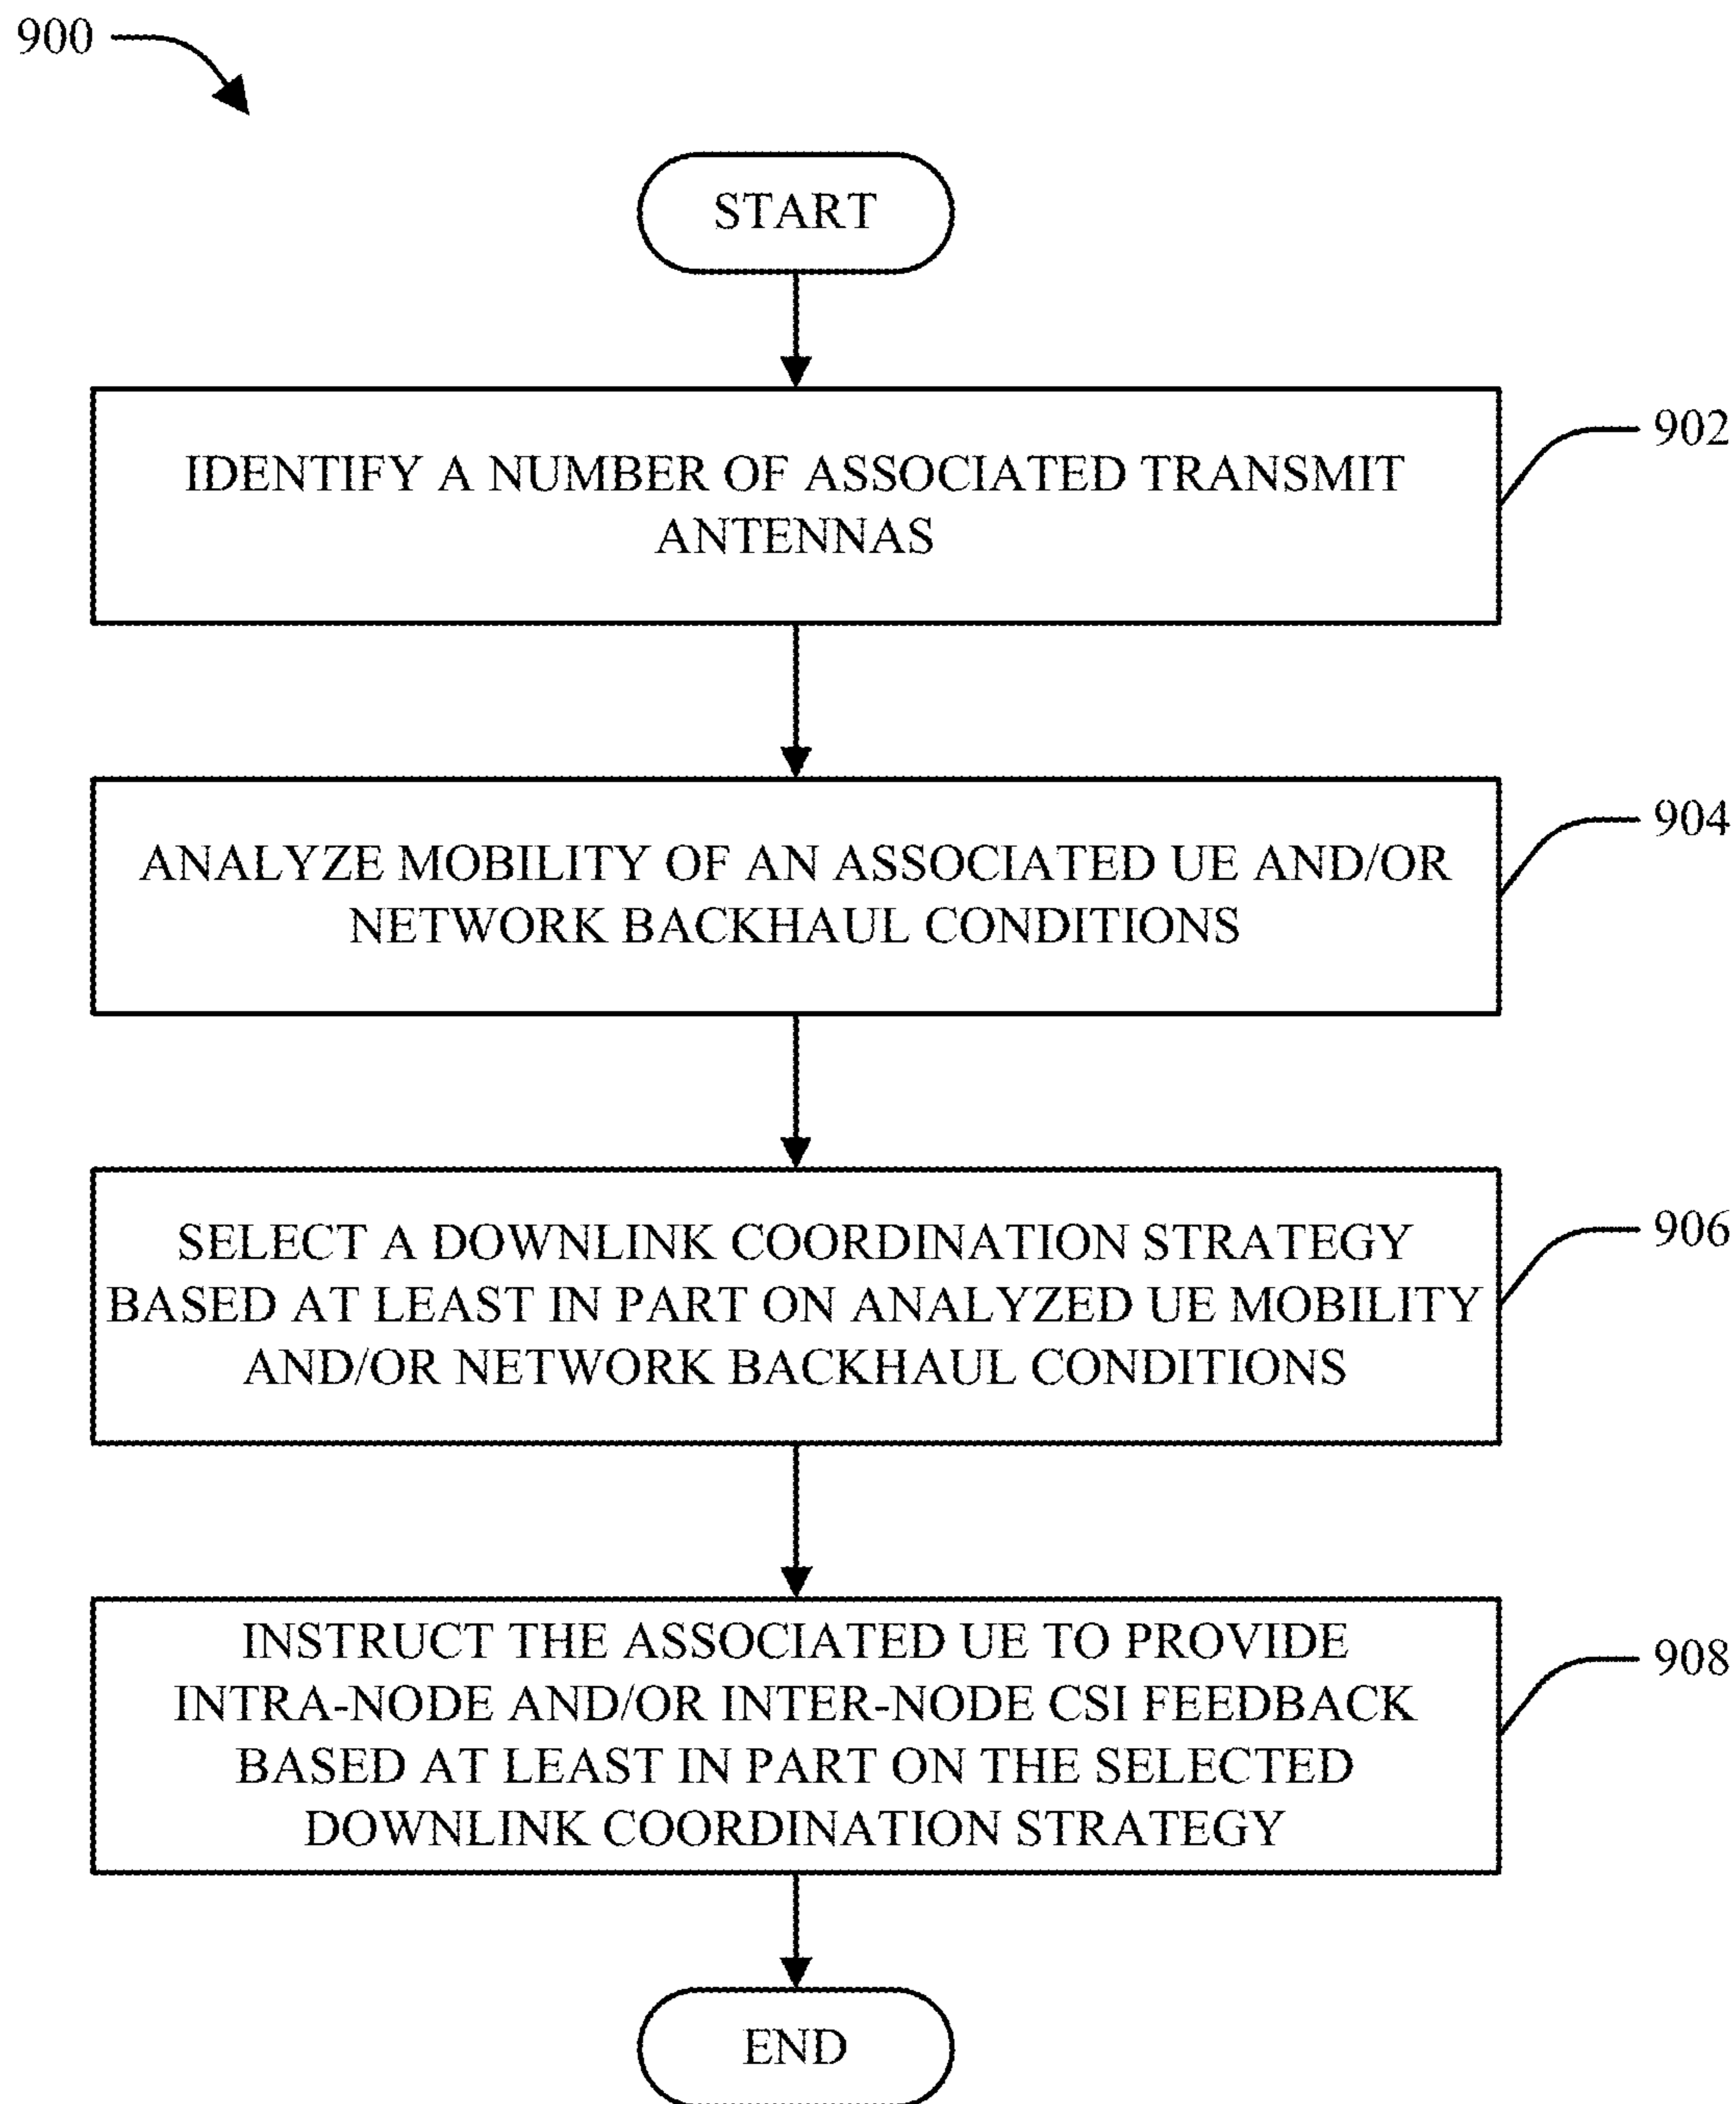 900
START
IDENTIFY A NUMBER OF ASSOCIATED TRANSMIT
ANTENNAS
902
ANALYZE MOBILITY OF AN ASSOCIATED UE AND/OR
NETWORK BACKHAUL CONDITIONS
904
SELECT A DOWNLINK COORDINATION STRATEGY
BASED AT LEAST IN PART ON ANALYZED UE MOBILITY
AND/OR NETWORK BACKHAUL CONDITIONS
906
INSTRUCT THE ASSOCIATED UE TO PROVIDE
INTRA-NODE AND/OR INTER-NODE CSI FEEDBACK
BASED AT LEAST IN PART ON THE SELECTED
DOWNLINK COORDINATION STRATEGY
908
END